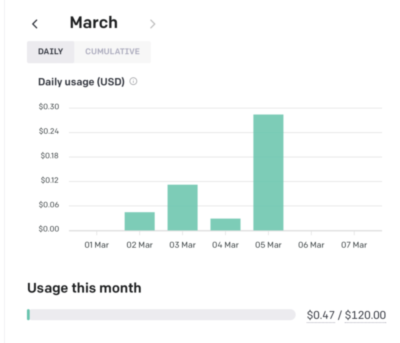 < March >
DAILY CUMULATIVE
Daily usage (USD)
$0.30
$0.24
$0.18
$0.12
$0.06
$0.00
01 Mar 02 Mar 03 Mar 04 Mar 05 Mar 06 Mar 07 Mar
Usage this month
$0.47 / $120.00